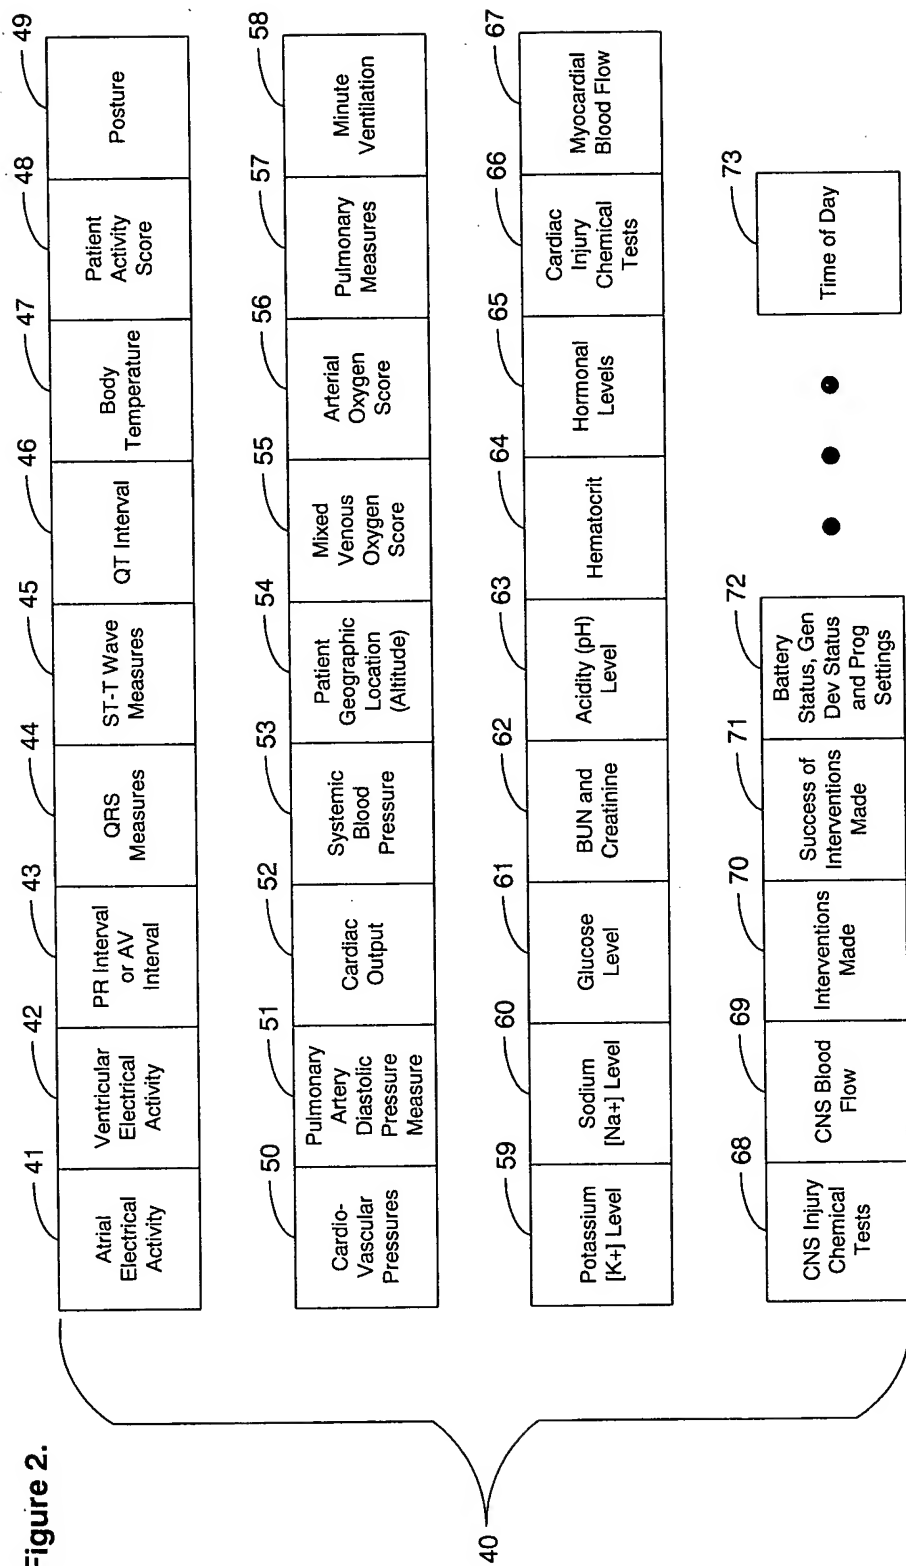 Figure 2.
40
41
Atrial
Electrical
Activity
42
Ventricular
Electrical
Activity
43
PR Interval
or AV
Interval
44
QRS
Measures
45
ST-T Wave
Measures
46
QT Interval
47
Body
Temperature
48
Patient
Activity
Score
49
Posture
50
Cardio-
Vascular
Pressures
51
Pulmonary
Artery
Diastolic
Pressure
Measure
52
Cardiac
Output
53
Systemic
Blood
Pressure
54
Patient
Geographic
Location
(Altitude)
55
Mixed
Venous
Oxygen
Score
56
Arterial
Oxygen
Score
57
Pulmonary
Measures
58
Minute
Ventilation
59
Potassium
[K+] Level
60
Sodium
[Na+] Level
61
Glucose
Level
62
BUN and
Creatinine
63
Acidity (pH)
Level
64
Hematocrit
65
Hormonal
Levels
66
Cardiac
Injury
Chemical
Tests
67
Myocardial
Blood Flow
68
CNS Injury
Chemical
Tests
69
CNS Blood
Flow
70
Interventions
Made
71
Success of
Interventions
Made
72
Battery
Status, Gen
Dev Status
and Prog
Settings
73
Time of Day